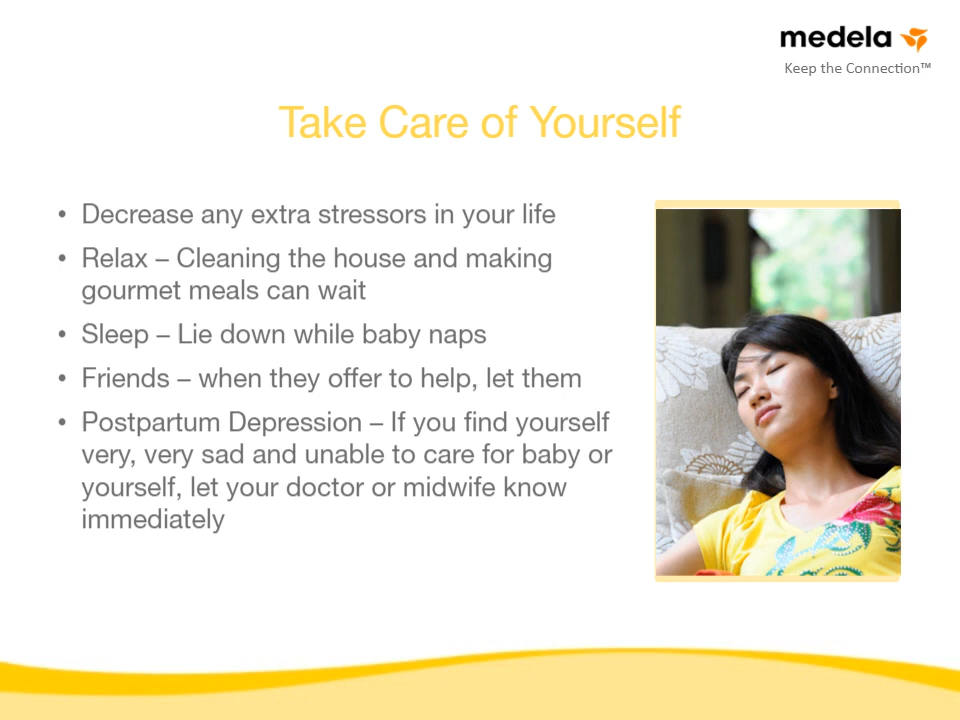 medela
Keep the Connection™
Take Care of Yourself
• Decrease any extra stressors in your life
• Relax – Cleaning the house and making
gourmet meals can wait
• Sleep – Lie down while baby naps
• Friends – when they offer to help, let them
• Postpartum Depression – If you find yourself
very, very sad and unable to care for baby or
yourself, let your doctor or midwife know
immediately